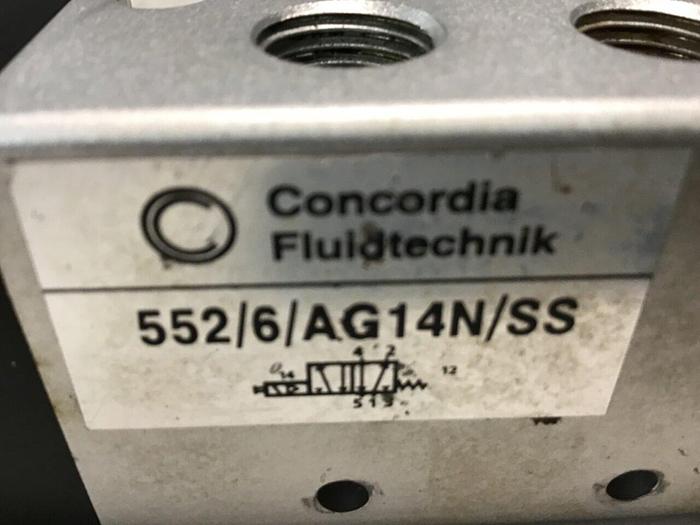 Concordia
Fluidtechnik
552/6/AG14N/SS
4 2
14 12
5 1 3